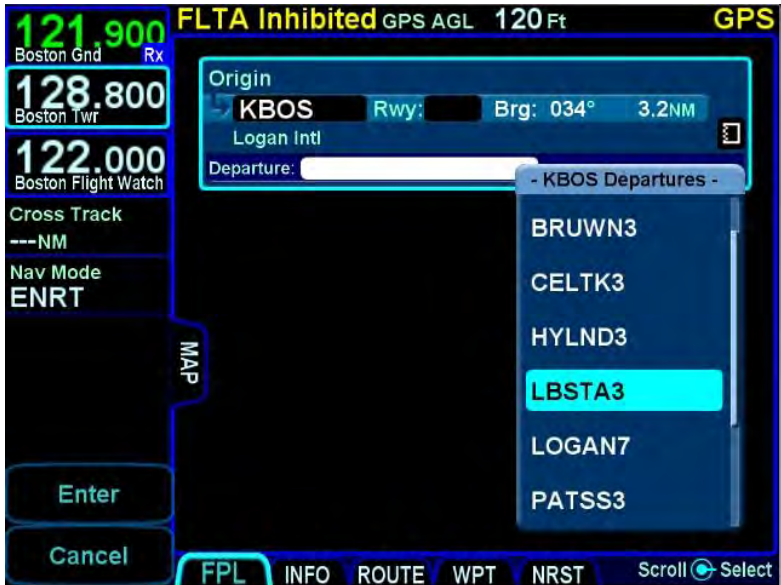 121.900 FLTA Inhibited GPS AGL 120 Ft GPS
Boston Gnd Rx
128.800
Boston Twr
122.000
Boston Flight Watch
Cross Track
---NM
Nav Mode
ENRT
Enter
Cancel
MAP
Origin
KBOS Rwy: Brg: 034° 3.2NM
Logan Intl
Departure:
- KBOS Departures -
BRUWN3
CELTK3
HYLND3
LBSTA3
LOGAN7
PATSS3
FPL INFO ROUTE WPT NRST Scroll Select